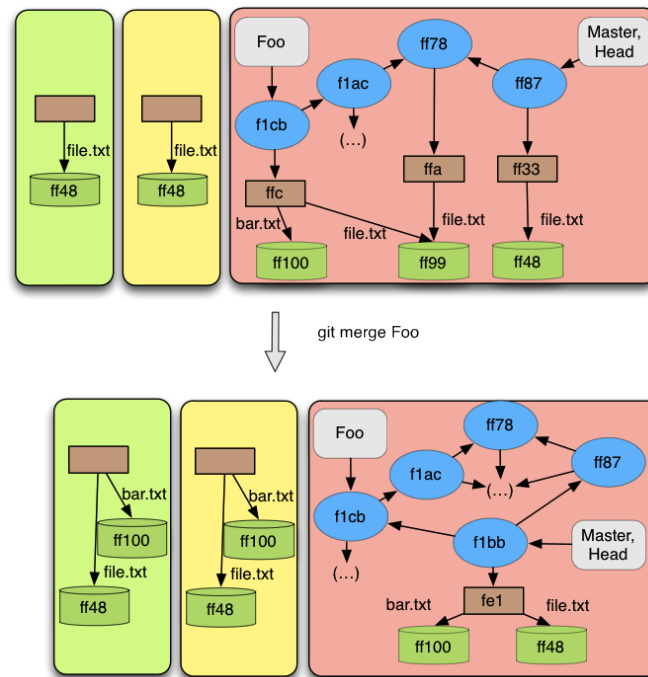 Foo
ff78
Master,
Head
f1ac
ff87
f1cb
(...)
file.txt
file.txt
ff48
ff48
ffc
ffa
ff33
bar.txt
file.txt
file.txt
file.txt
ff100
ff99
ff48
git merge Foo
Foo
ff78
f1ac
ff87
(...)
f1cb
f1bb
Master,
Head
bar.txt
bar.txt
ff100
ff100
(...)
file.txt
file.txt
ff48
ff48
fe1
bar.txt
file.txt
ff100
ff48